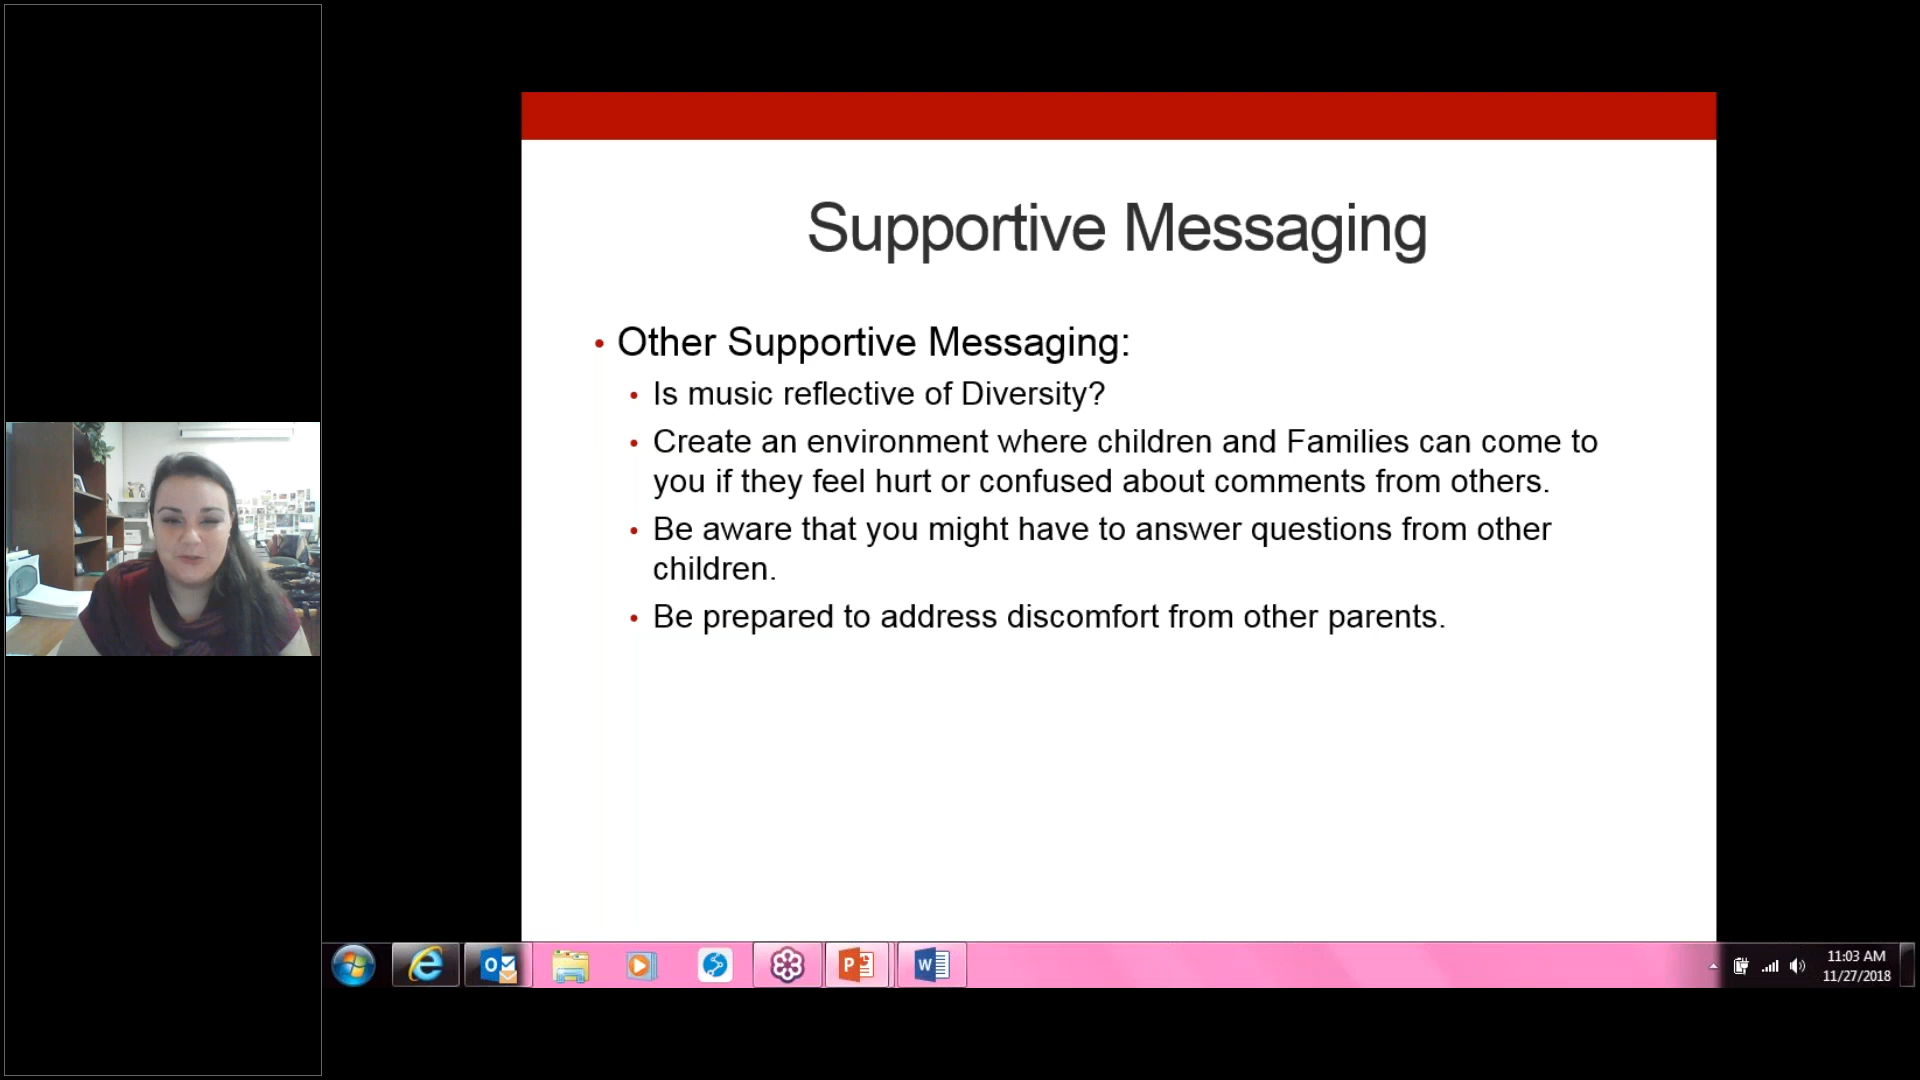 Supportive Messaging
• Other Supportive Messaging:
• Is music reflective of Diversity?
• Create an environment where children and Families can come to
you if they feel hurt or confused about comments from others.
• Be aware that you might have to answer questions from other
children.
• Be prepared to address discomfort from other parents.
11:03 AM
11/27/2018